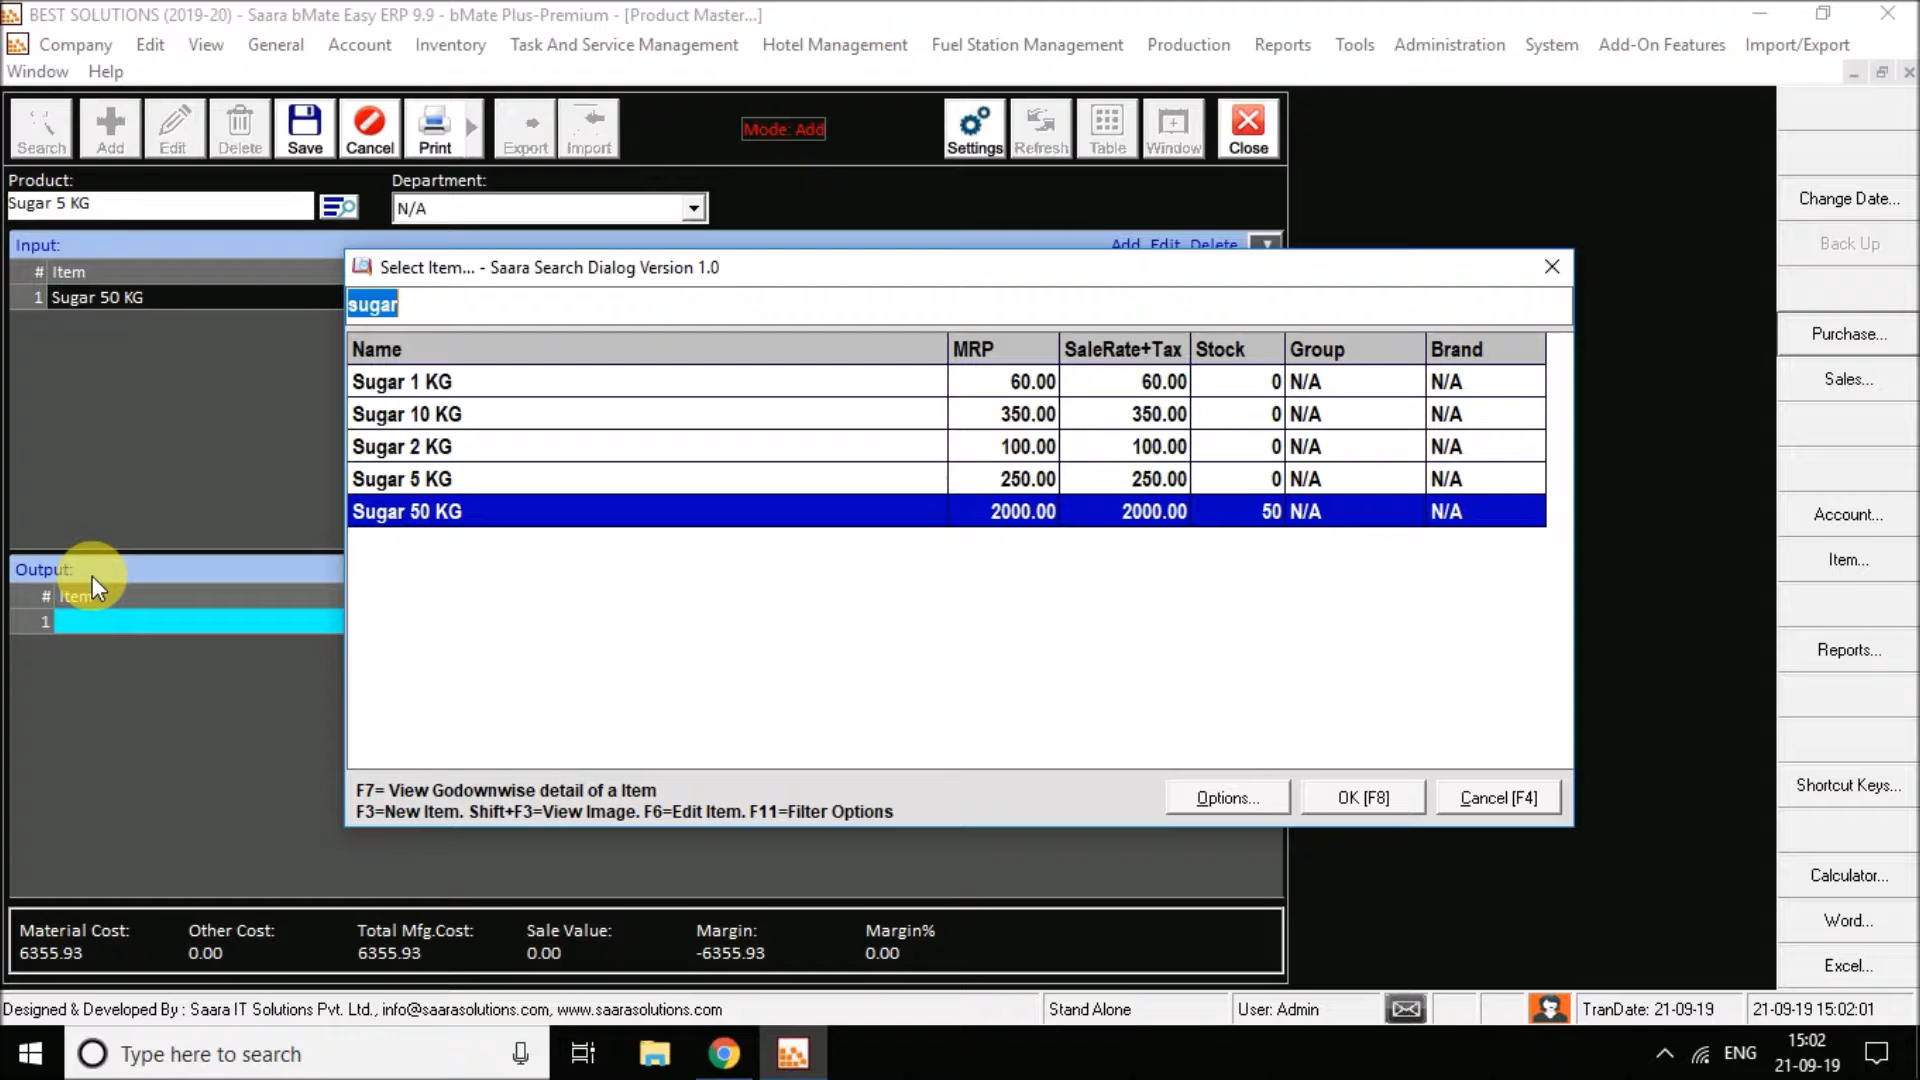 BEST SOLUTIONS (2019-20) - Saara bMate Easy ERP 9.9 - bMate Plus-Premium - [Product Master...]
Company Edit View General Account Inventory Task And Service Management Hotel Management Fuel Station Management Production Reports Tools Administration System Add-On Features Import/Export
Window Help
Search Add Edit Delete Save Cancel Print Export Import Mode: Add Settings Refresh Table Window Close
Product: Department:
Sugar 5 KG N/A
Input: Add Edit Delete
# Item
1 Sugar 50 KG
Output:
# Item
1
Select Item... - Saara Search Dialog Version 1.0
sugar
Name MRP SaleRate+Tax Stock Group Brand
Sugar 1 KG 60.00 60.00 0 N/A N/A
Sugar 10 KG 350.00 350.00 0 N/A N/A
Sugar 2 KG 100.00 100.00 0 N/A N/A
Sugar 5 KG 250.00 250.00 0 N/A N/A
Sugar 50 KG 2000.00 2000.00 50 N/A N/A
F7= View Godownwise detail of a Item
F3=New Item. Shift+F3=View Image. F6=Edit Item. F11=Filter Options
Options... OK [F8] Cancel [F4]
Change Date...
Back Up
Purchase...
Sales...
Account...
Item...
Reports...
Shortcut Keys...
Calculator...
Word...
Excel...
Material Cost: Other Cost: Total Mfg.Cost: Sale Value: Margin: Margin%
6355.93 0.00 6355.93 0.00 -6355.93 0.00
Designed & Developed By : Saara IT Solutions Pvt. Ltd., info@saarasolutions.com, www.saarasolutions.com Stand Alone User: Admin TranDate: 21-09-19 21-09-19 15:02:01
Type here to search ENG 15:02
21-09-19